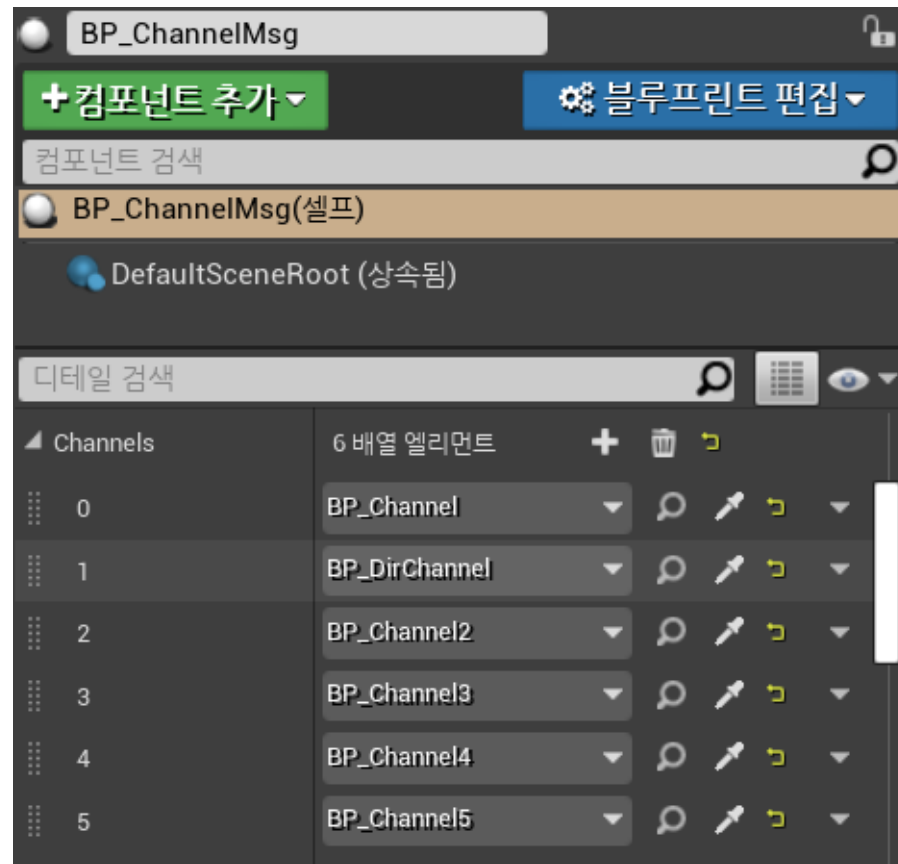 BP_ChannelMsg
+컴포넌트 추가 블루프린트 편집
컴포넌트 검색
BP_ChannelMsg(셀프)
DefaultSceneRoot (상속됨)
디테일 검색
Channels 6 배열 엘리먼트
0 BP_Channel
1 BP_DirChannel
2 BP_Channel2
3 BP_Channel3
4 BP_Channel4
5 BP_Channel5